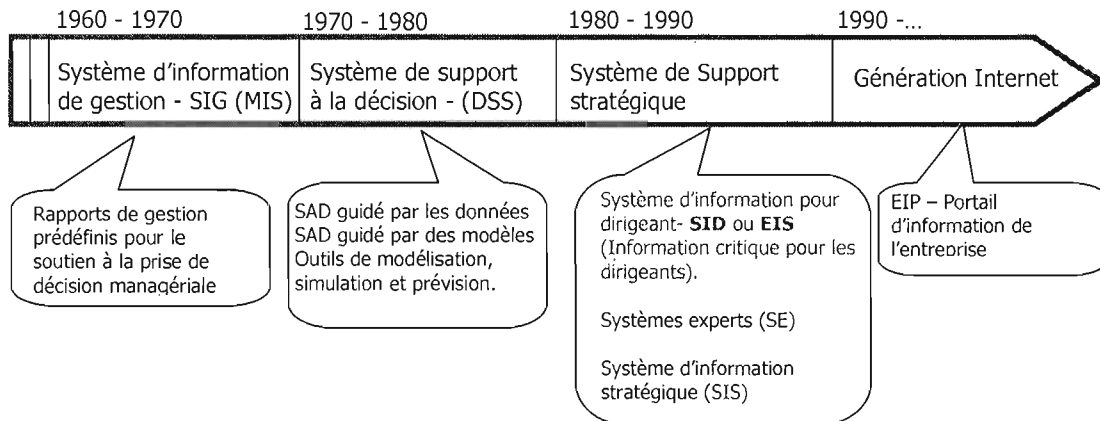 1960 - 1970
1970 - 1980
1980 - 1990
1990 -...
Système d'information
de gestion - SIG (MIS)
Système de support
à la décision - (DSS)
Système de Support
stratégique
Génération Internet
Rapports de gestion
prédéfinis pour le
soutien à la prise de
décision managériale
SAD guidé par les données
SAD guidé par des modèles
Outils de modélisation,
simulation et prévision.
Système d'information pour
dirigeant- SID ou EIS
(Information critique pour les
dirigeants).
Systèmes experts (SE)
Système d'information
stratégique (SIS)
EIP – Portail
d'information de
l'entreprise